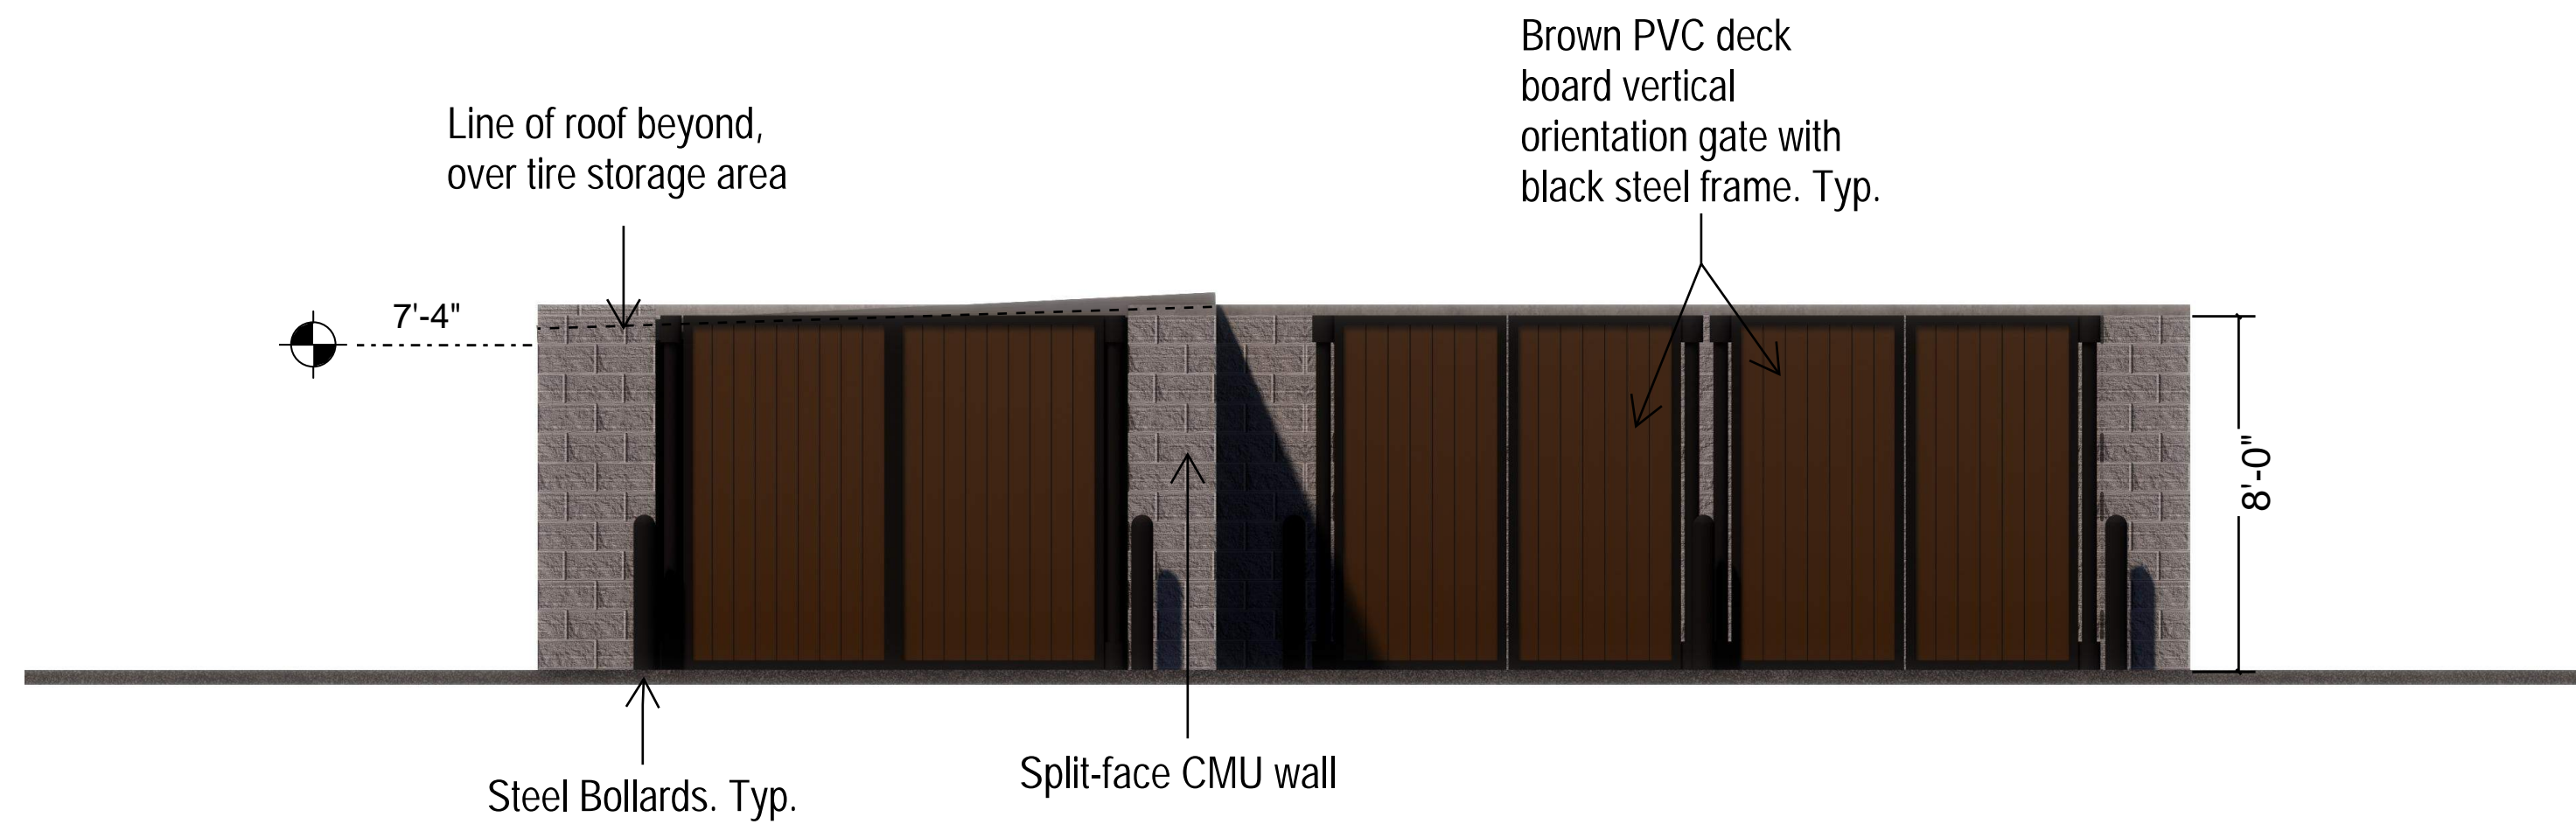 Brown PVC deck
board vertical
orientation gate with
black steel frame. Typ.
Line of roof beyond,
over tire storage area
7'-4"
8'-0"
Split-face CMU wall
Steel Bollards. Typ.